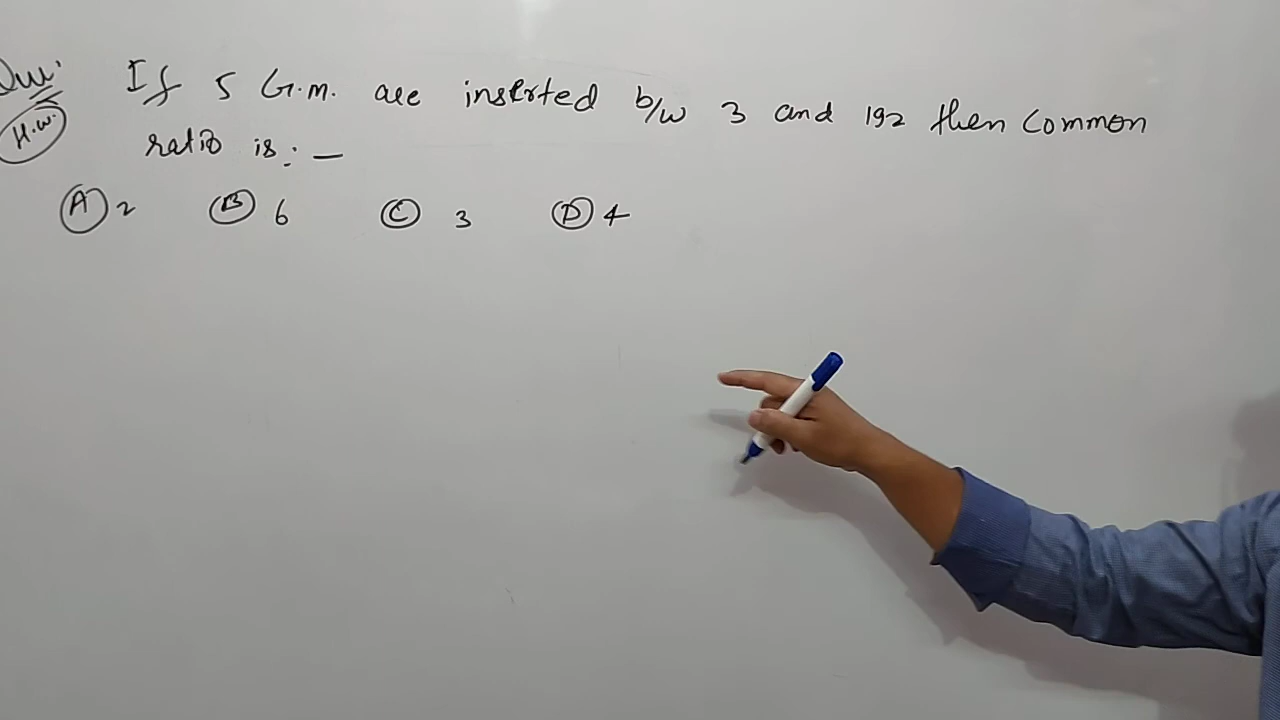 Que: If 5 G.m. are inserted b/w 3 and 192 then common
H.w.
ratio is : —
(A) 2 (B) 6 (C) 3 (D) 4